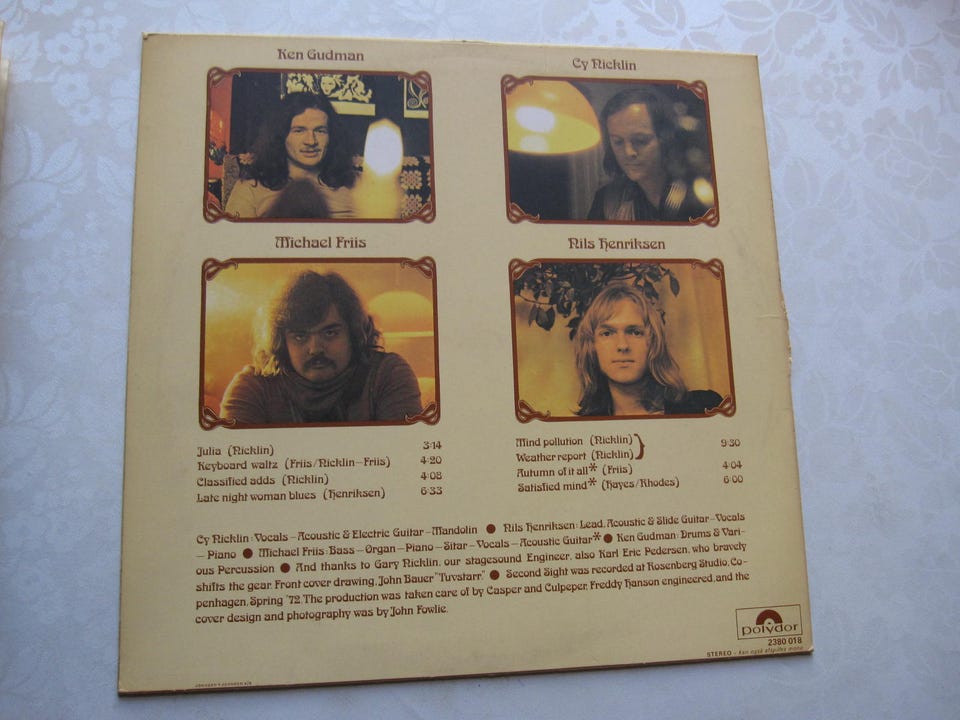 Ken Gudman
Cy Nicklin
Michael Friis
Nils Henriksen
Julia (Nicklin) 3:14
Keyboard waltz (Friis/Nicklin–Friis) 4:20
Classified adds (Nicklin) 4:08
Late night woman blues (Henriksen) 6:33
Mind pollution (Nicklin) } 9:30
Weather report (Nicklin)
Autumn of it all* (Friis) 4:04
Satisfied mind* (Hayes/Rhodes) 6:00
Cy Nicklin: Vocals – Acoustic & Electric Guitar – Mandolin ● Nils Henriksen: Lead, Acoustic & Slide Guitar – Vocals
– Piano ● Michael Friis: Bass – Organ – Piano – Sitar – Vocals – Acoustic Guitar* ● Ken Gudman: Drums & Vari-
ous Percussion ● And thanks to Gary Nicklin, our stagesound Engineer, also Karl Eric Pedersen, who bravely
shifts the gear. Front cover drawing, John Bauer "Tuvstarr." ● Second Sight was recorded at Rosenberg Studio, Co-
penhagen, Spring '72. The production was taken care of by Casper and Culpeper, Freddy Hanson engineered, and the
cover design and photography was by John Fowlie.
polydor
2380 018
STEREO - kan også afspilles mono